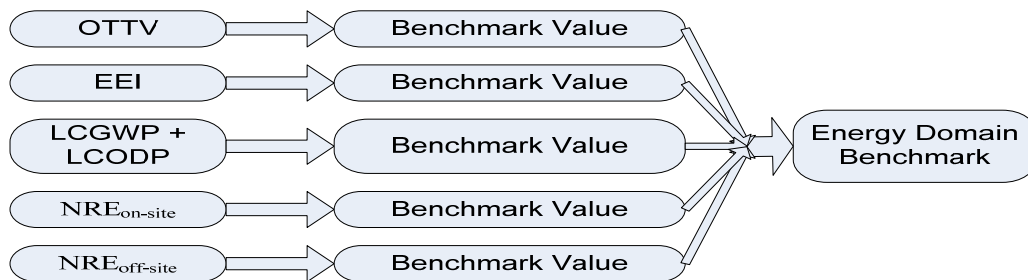 OTTV
Benchmark Value
EEI
Benchmark Value
LCGWP +
LCODP
Benchmark Value
Energy Domain
Benchmark
NREon-site
Benchmark Value
NREoff-site
Benchmark Value